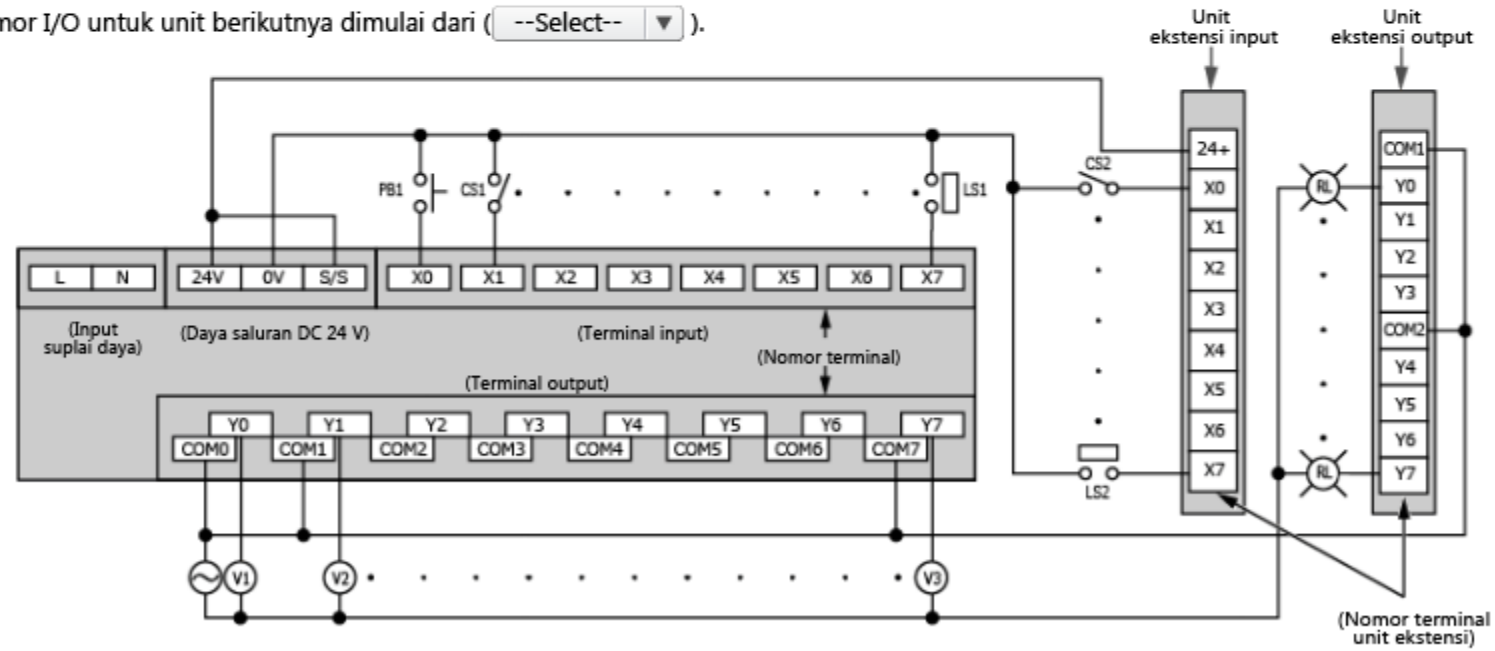 mor I/O untuk unit berikutnya dimulai dari ( --Select-- ▼ ).
Unit
ekstensi input
Unit
ekstensi output
PB1
CS1
LS1
CS2
LS2
24+
X0
X1
X2
X3
X4
X5
X6
X7
RL
RL
COM1
Y0
Y1
Y2
Y3
COM2
Y4
Y5
Y6
Y7
L N 24V 0V S/S X0 X1 X2 X3 X4 X5 X6 X7
(Input
suplai daya)
(Daya saluran DC 24 V)
(Terminal input)
(Nomor terminal)
(Terminal output)
Y0 Y1 Y2 Y3 Y4 Y5 Y6 Y7
COM0 COM1 COM2 COM3 COM4 COM5 COM6 COM7
V1 V2 V3
(Nomor terminal
unit ekstensi)